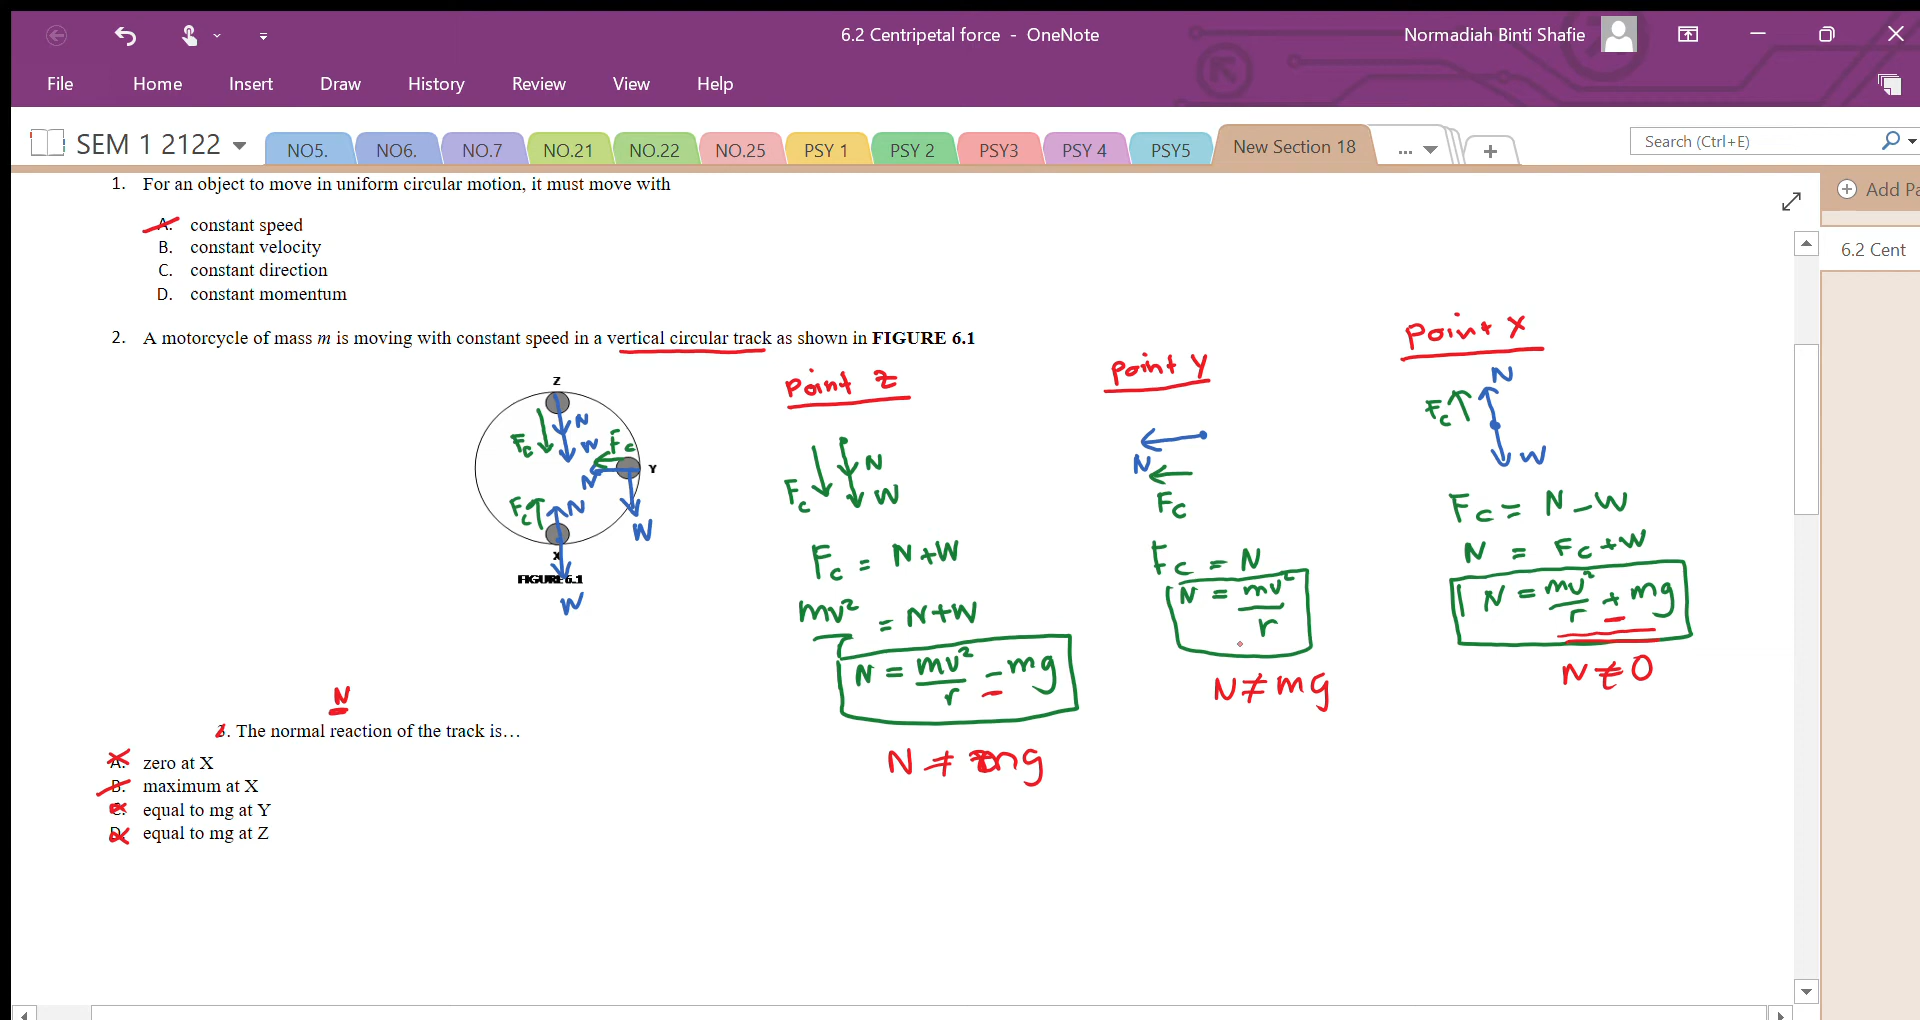 6.2 Centripetal force - OneNote
Normadiah Binti Shafie
File Home Insert Draw History Review View Help
SEM 1 2122
NO5. NO6. NO.7 NO.21 NO.22 NO.25 PSY 1 PSY 2 PSY3 PSY 4 PSY5 New Section 18 ... +
Search (Ctrl+E)
Add Pa
6.2 Cent
1. For an object to move in uniform circular motion, it must move with
A. constant speed
B. constant velocity
C. constant direction
D. constant momentum
2. A motorcycle of mass m is moving with constant speed in a vertical circular track as shown in FIGURE 6.1
Z
N
W
Fc
Fc
Y
N
W
Fc
N
X
FIGURE 6.1
W
Point Z
Fc
N
W
Fc = N+W
mv²/r = N+W
N = mv²/r - mg
N ≠ mg
Point Y
N
Fc
Fc = N
N = mv²/r
N ≠ mg
Point X
N
Fc
W
Fc = N - W
N = Fc + W
N = mv²/r + mg
N ≠ 0
N
3. The normal reaction of the track is...
A. zero at X
B. maximum at X
C. equal to mg at Y
D. equal to mg at Z